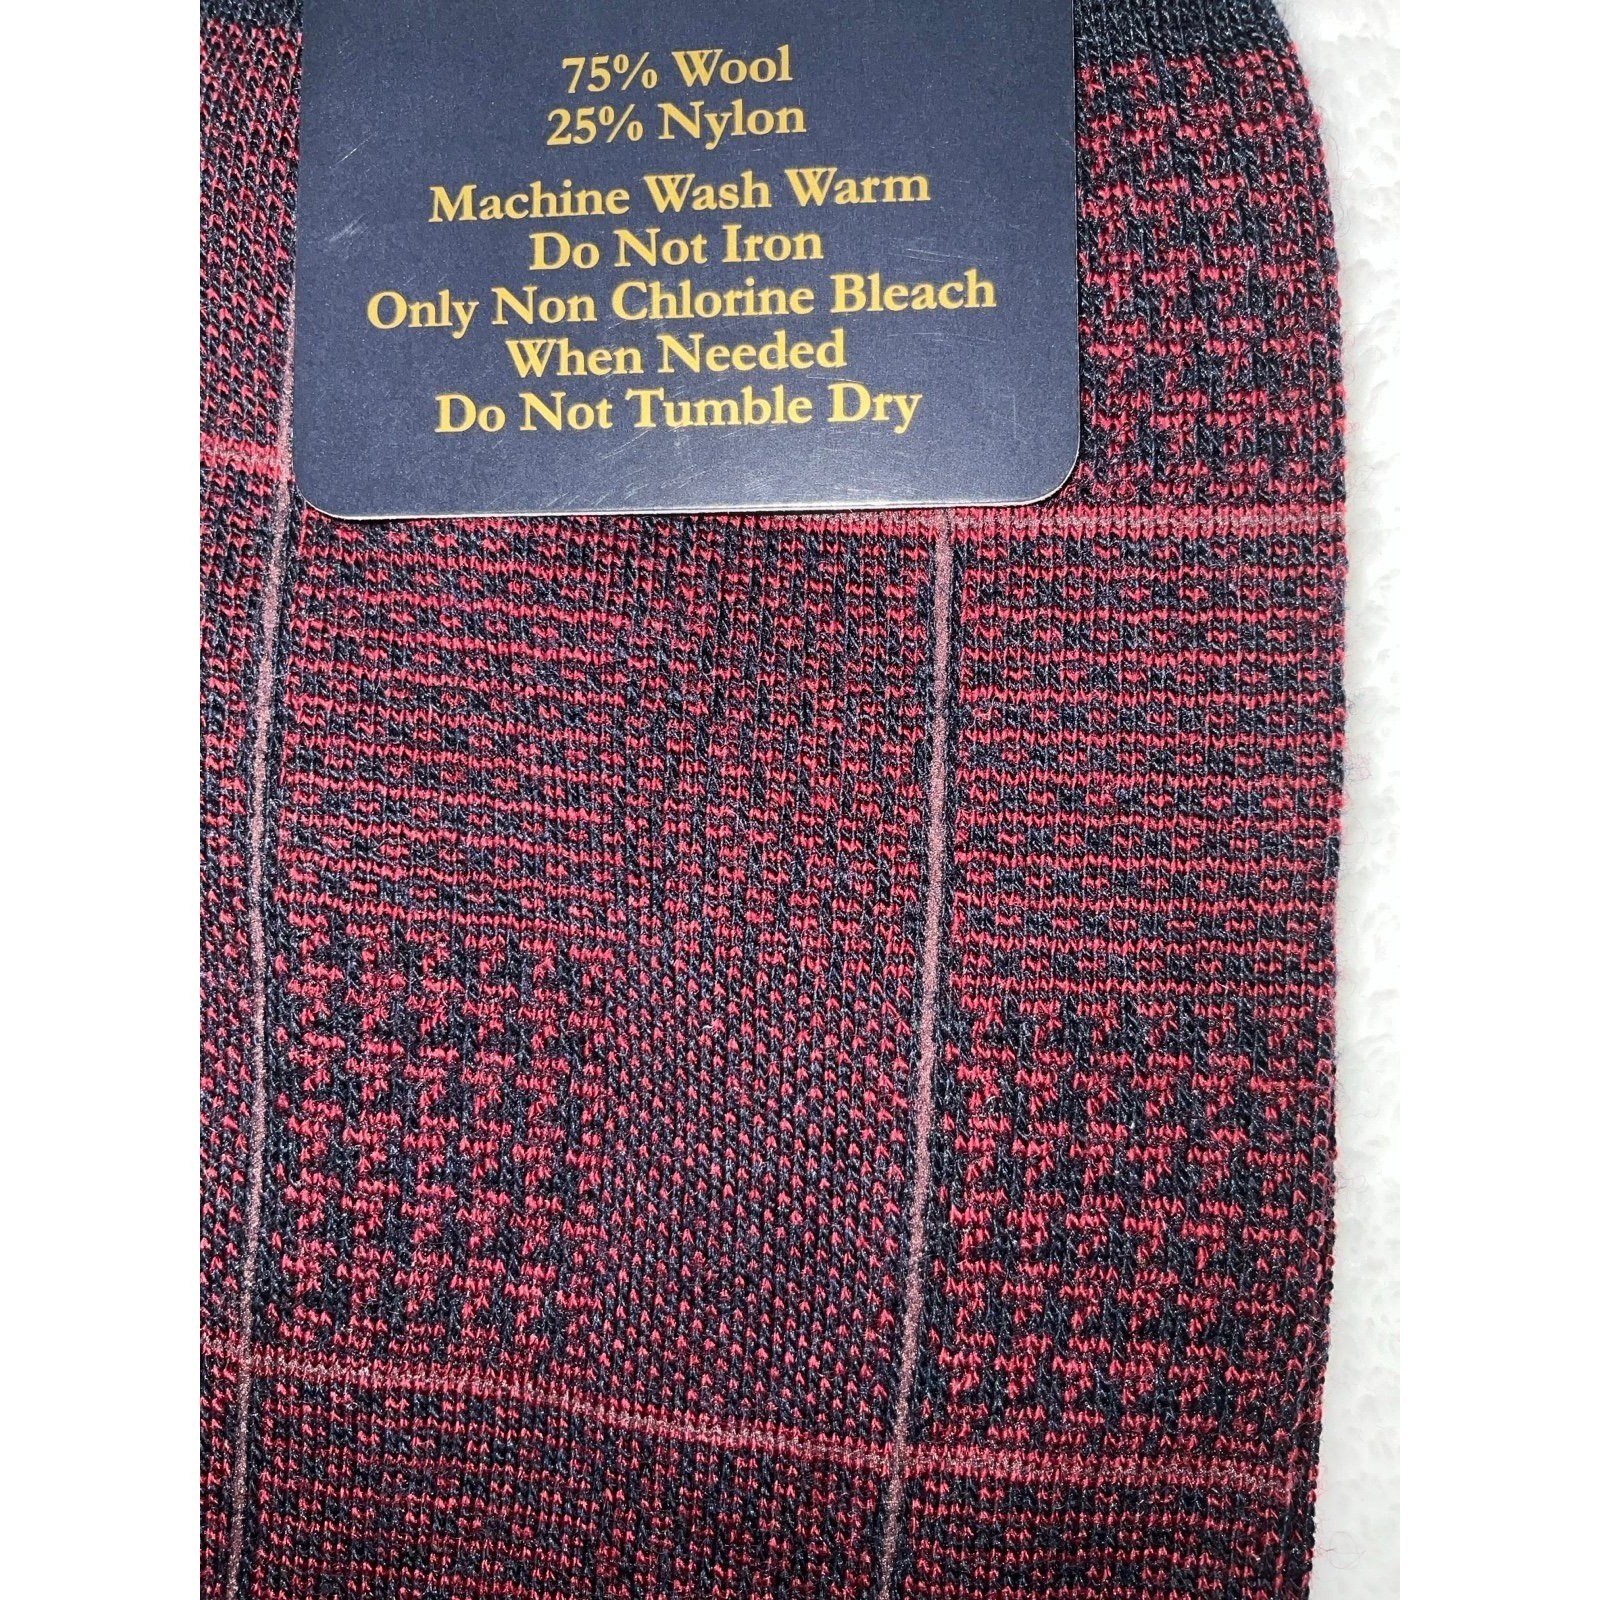 75% Wool
25% Nylon
Machine Wash Warm
Do Not Iron
Only Non Chlorine Bleach
When Needed
Do Not Tumble Dry